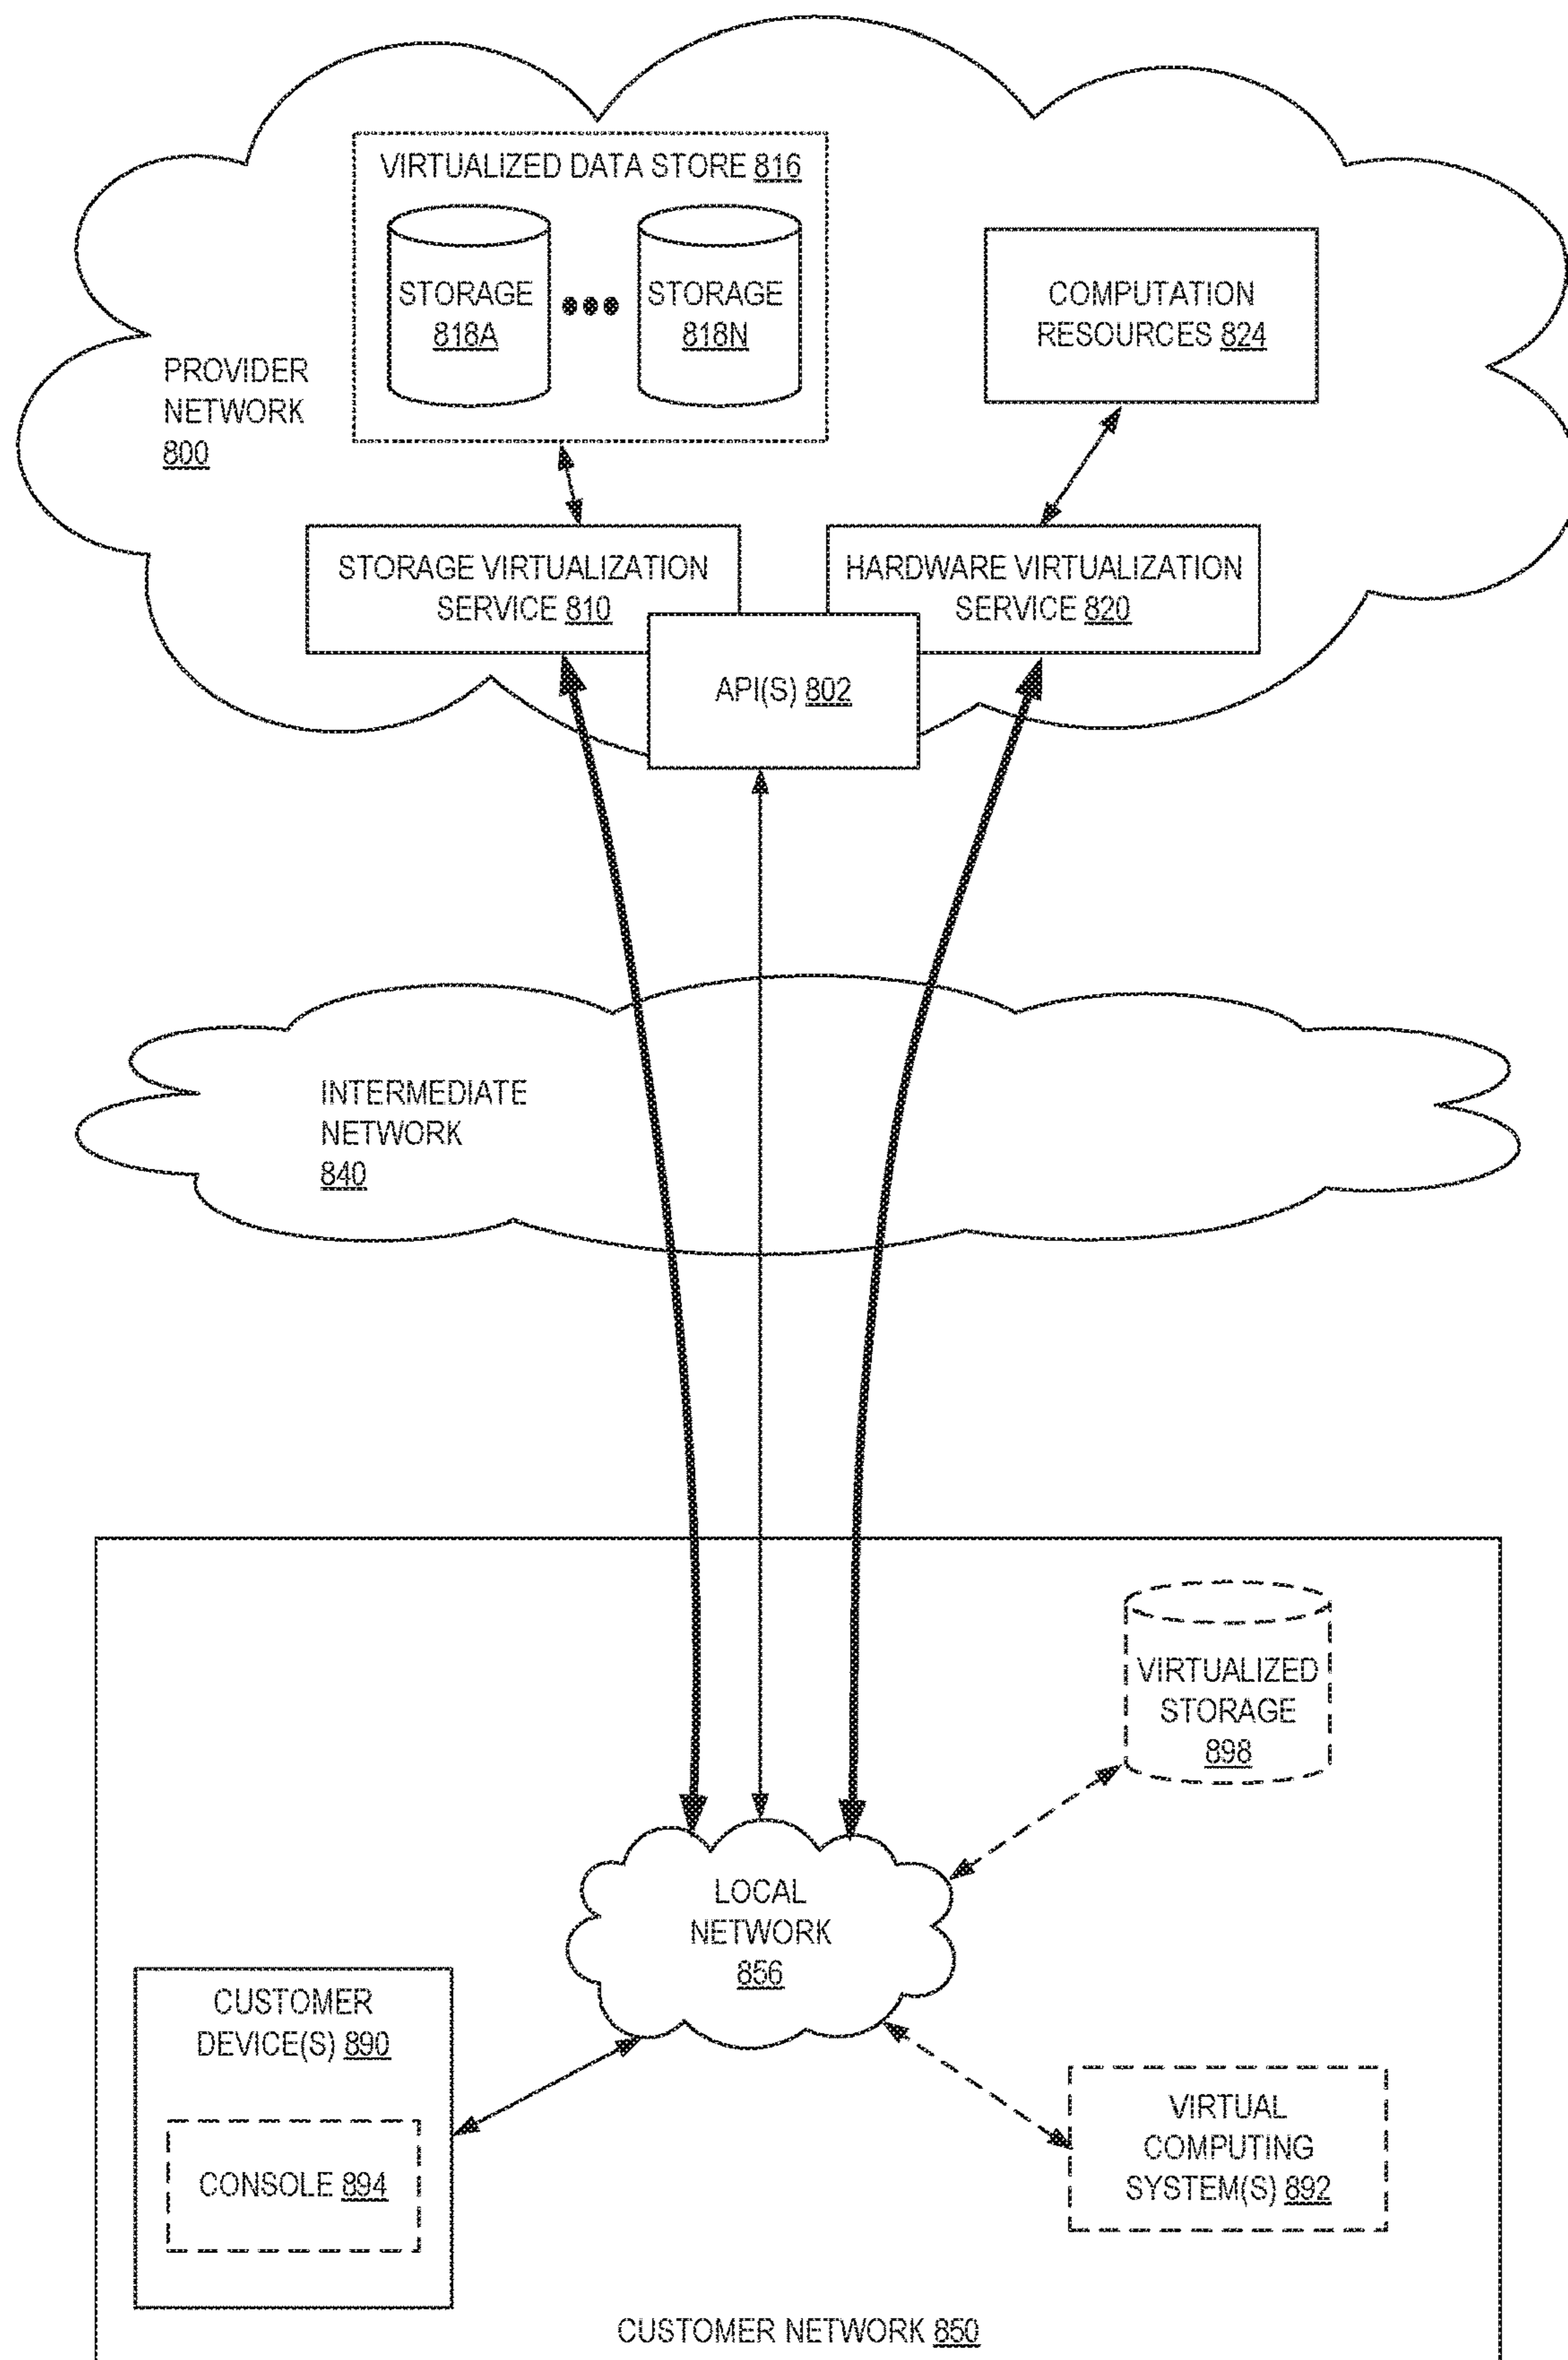 VIRTUALIZED DATA STORE 816
STORAGE
818A
STORAGE
818N
COMPUTATION
RESOURCES 824
PROVIDER
NETWORK
800
STORAGE VIRTUALIZATION
SERVICE 810
HARDWARE VIRTUALIZATION
SERVICE 820
API(S) 802
INTERMEDIATE
NETWORK
840
VIRTUALIZED
STORAGE
898
LOCAL
NETWORK
856
CUSTOMER
DEVICE(S) 890
CONSOLE 894
VIRTUAL
COMPUTING
SYSTEM(S) 892
CUSTOMER NETWORK 850